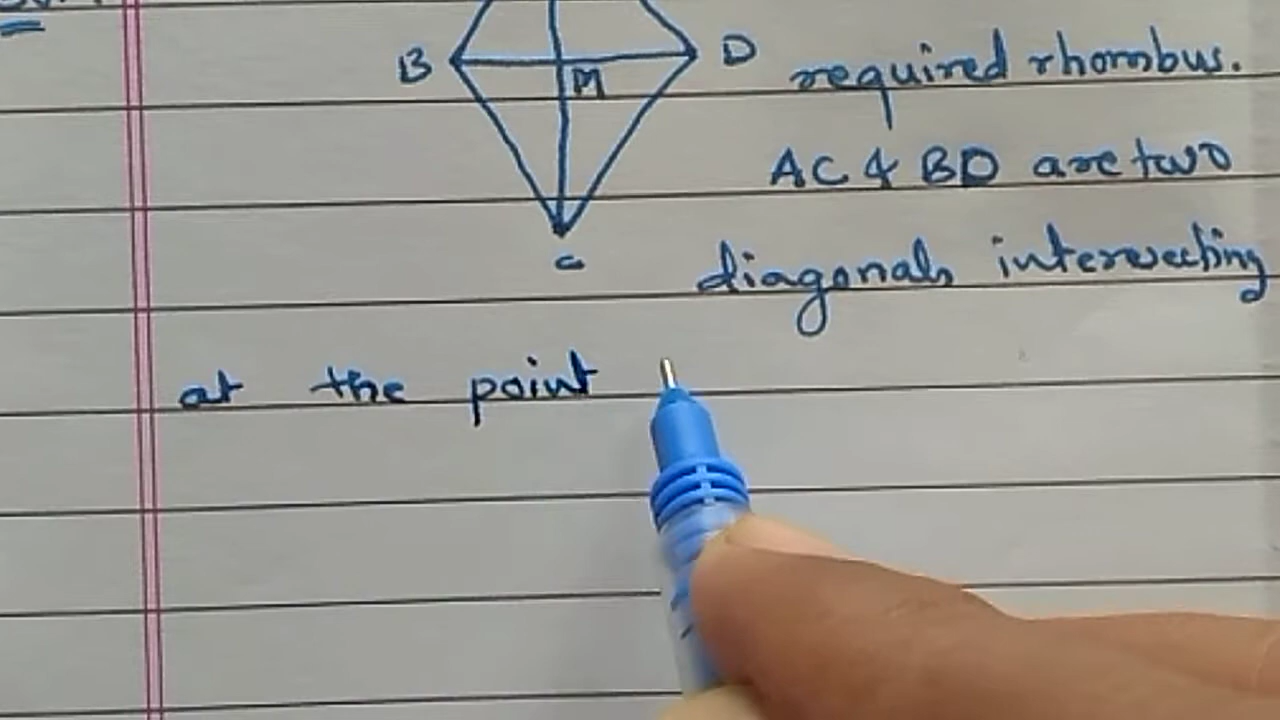 B D required rhombus.
M
AC & BD are two
C diagonals intersecting
at the point